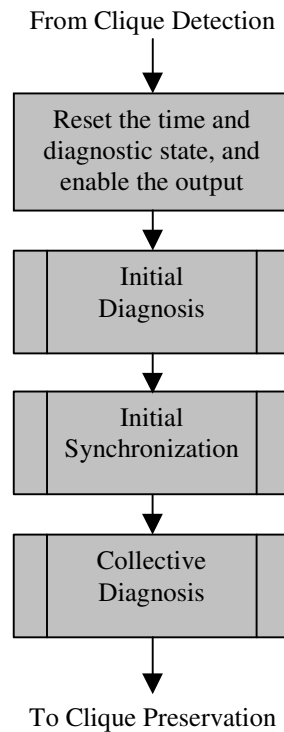 From Clique Detection
Reset the time and
diagnostic state, and
enable the output
Initial
Diagnosis
Initial
Synchronization
Collective
Diagnosis
To Clique Preservation